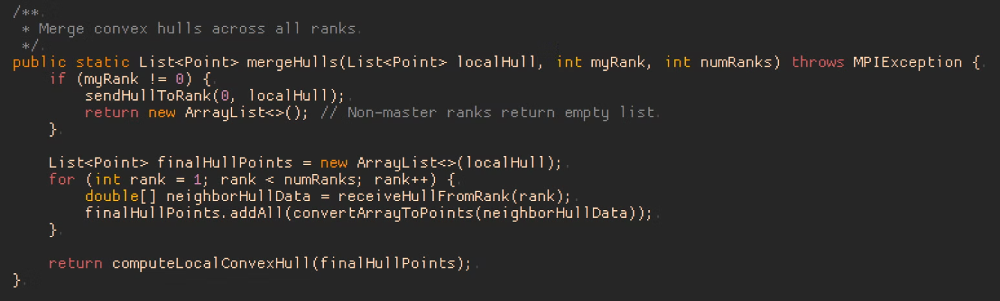 /**
 * Merge convex hulls across all ranks.
 */
public static List<Point> mergeHulls(List<Point> localHull, int myRank, int numRanks) throws MPIException {
    if (myRank != 0) {
        sendHullToRank(0, localHull);
        return new ArrayList<>(); // Non-master ranks return empty list.
    }

    List<Point> finalHullPoints = new ArrayList<>(localHull);
    for (int rank = 1; rank < numRanks; rank++) {
        double[] neighborHullData = receiveHullFromRank(rank);
        finalHullPoints.addAll(convertArrayToPoints(neighborHullData));
    }

    return computeLocalConvexHull(finalHullPoints);
}